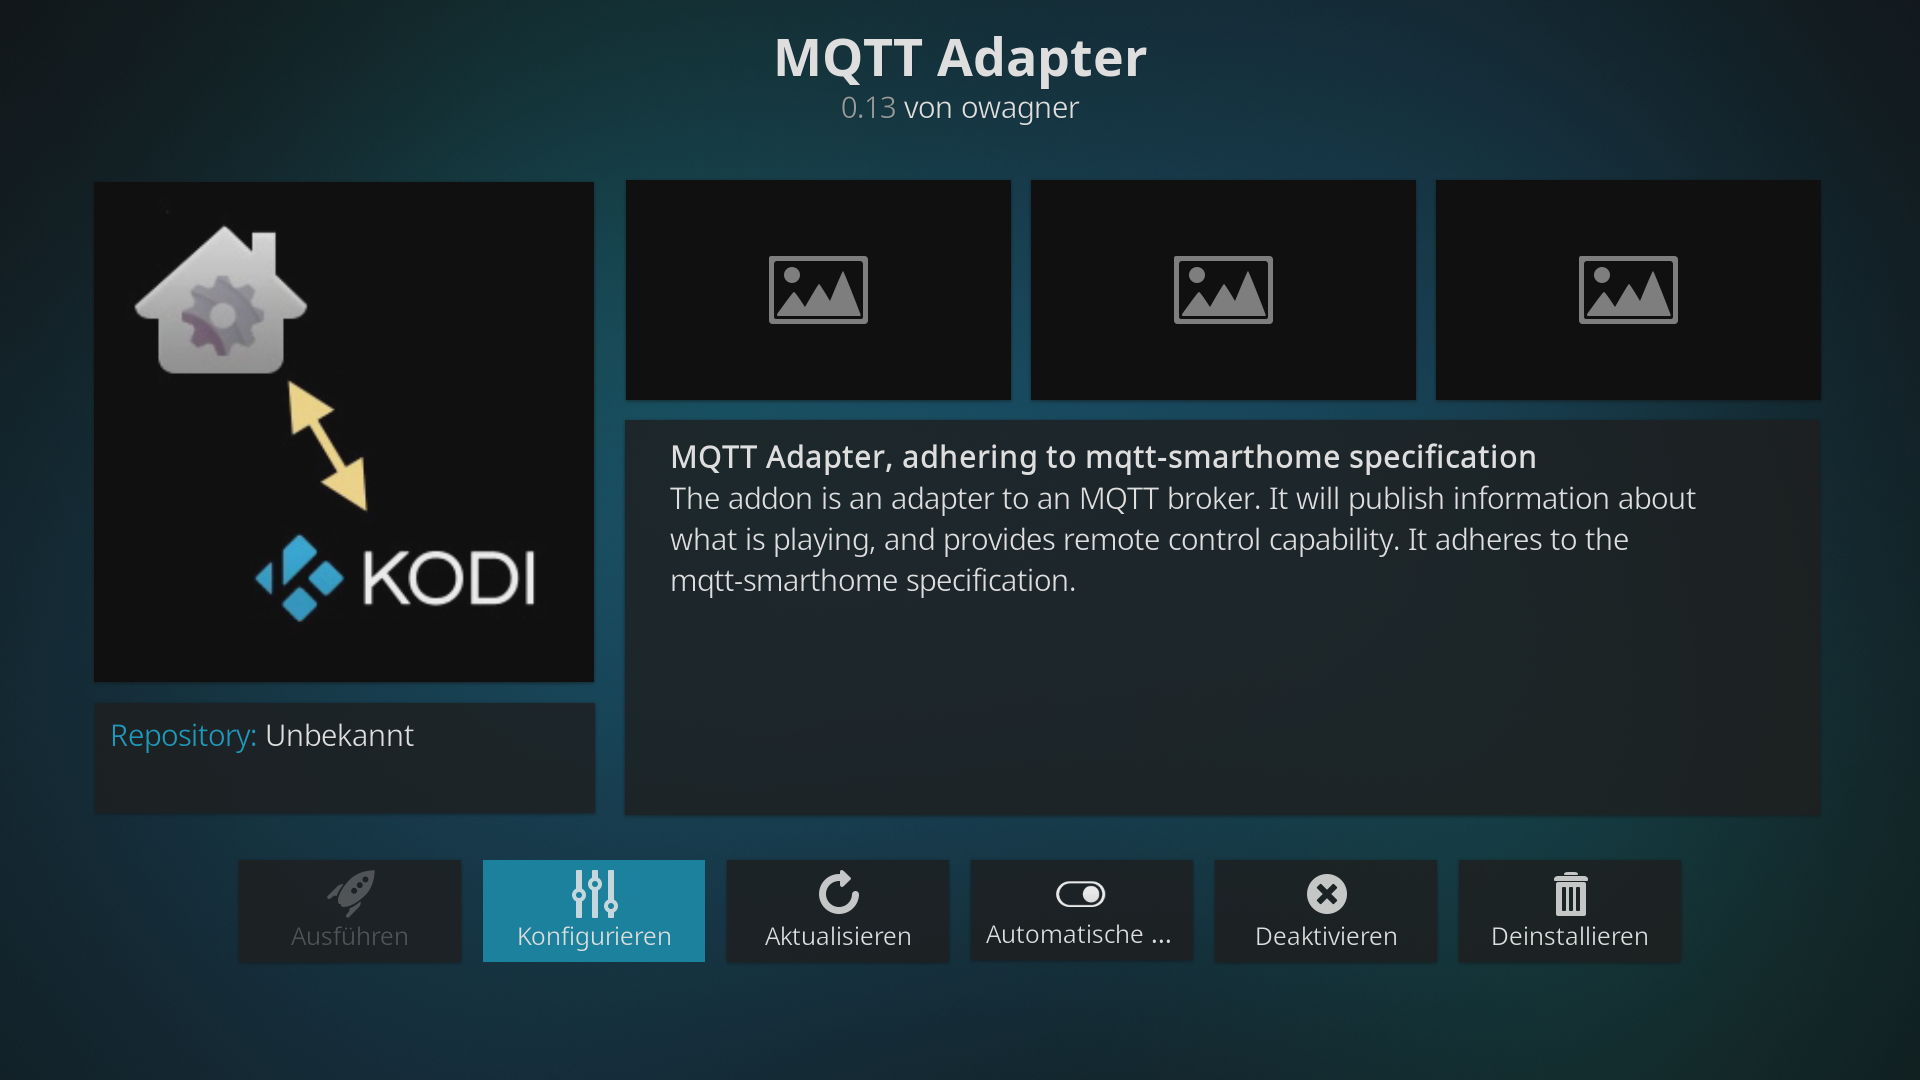 MQTT Adapter
0.13 von owagner
KODI
MQTT Adapter, adhering to mqtt-smarthome specification
The addon is an adapter to an MQTT broker. It will publish information about
what is playing, and provides remote control capability. It adheres to the
mqtt-smarthome specification.
Repository: Unbekannt
Ausführen
Konfigurieren
Aktualisieren
Automatische ...
Deaktivieren
Deinstallieren